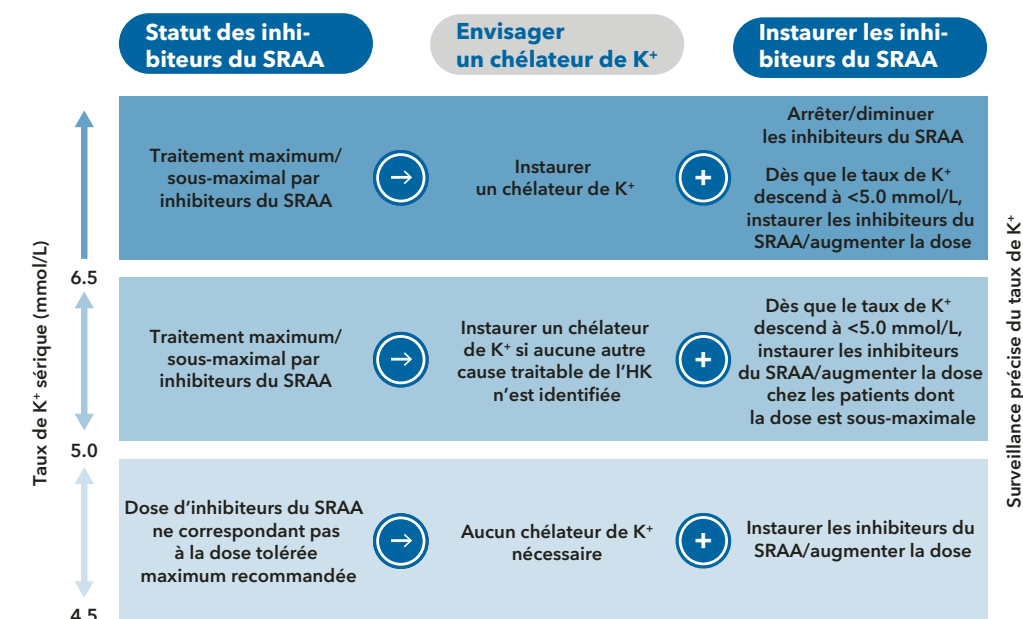 Statut des inhi-
biteurs du SRAA
Envisager
un chélateur de K⁺
Instaurer les inhi-
biteurs du SRAA
Taux de K⁺ sérique (mmol/L)
Traitement maximum/
sous-maximal par
inhibiteurs du SRAA
→
Instaurer
un chélateur de K⁺
+
Arrêter/diminuer
les inhibiteurs du SRAA
Dès que le taux de K⁺
descend à <5.0 mmol/L,
instaurer les inhibiteurs du
SRAA/augmenter la dose
6.5
Traitement maximum/
sous-maximal par
inhibiteurs du SRAA
→
Instaurer un chélateur
de K⁺ si aucune autre
cause traitable de l’HK
n’est identifiée
+
Dès que le taux de K⁺
descend à <5.0 mmol/L,
instaurer les inhibiteurs
du SRAA/augmenter la dose
chez les patients dont
la dose est sous-maximale
5.0
Dose d’inhibiteurs du SRAA
ne correspondant pas
à la dose tolérée
maximum recommandée
→
Aucun chélateur de K⁺
nécessaire
+
Instaurer les inhibiteurs du
SRAA/augmenter la dose
4.5
Surveillance précise du taux de K⁺